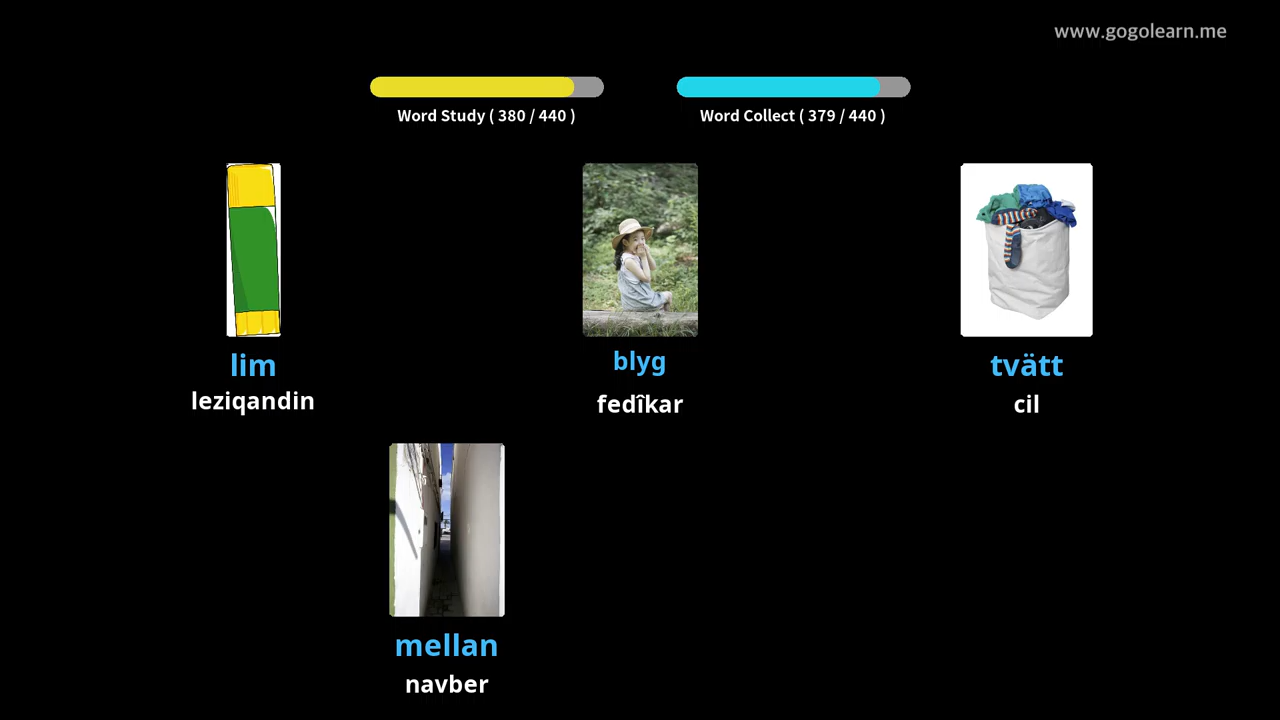 www.gogolearn.me
Word Study ( 380 / 440 )
Word Collect ( 379 / 440 )
lim
leziqandin
blyg
fedîkar
tvätt
cil
mellan
navber